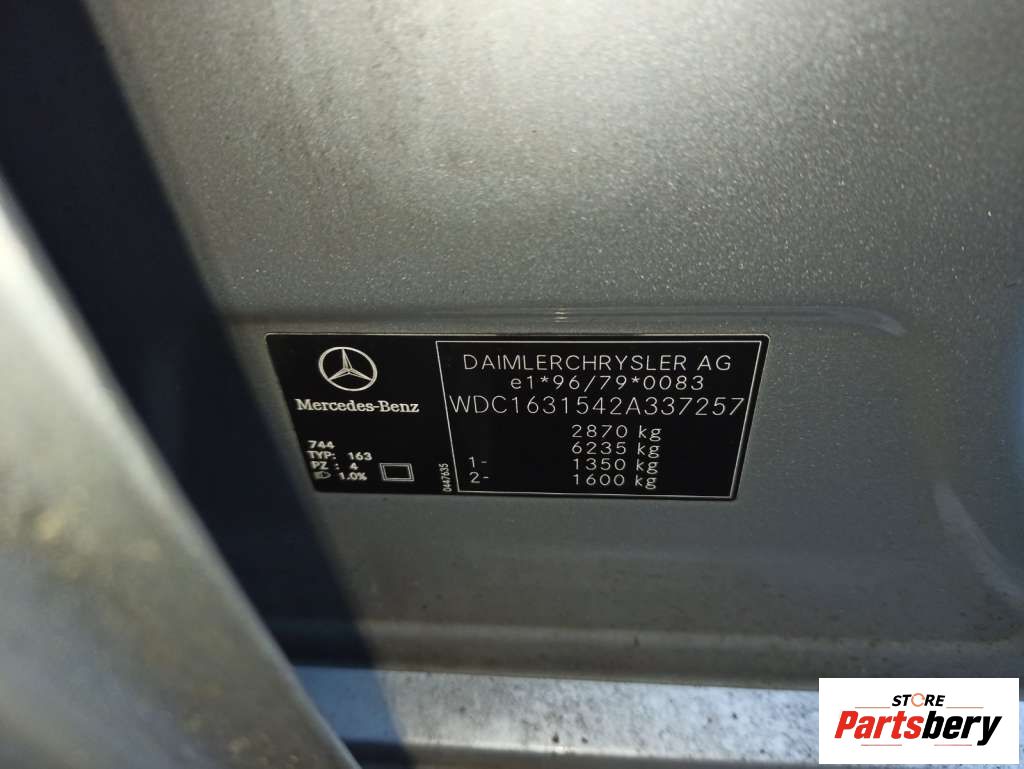 Mercedes-Benz
744
TYP: 163
PZ : 4
1.0%
0447635
DAIMLERCHRYSLER AG
e1*96/79*0083
WDC1631542A337257
2870 kg
6235 kg
1- 1350 kg
2- 1600 kg
STORE
Partsbery